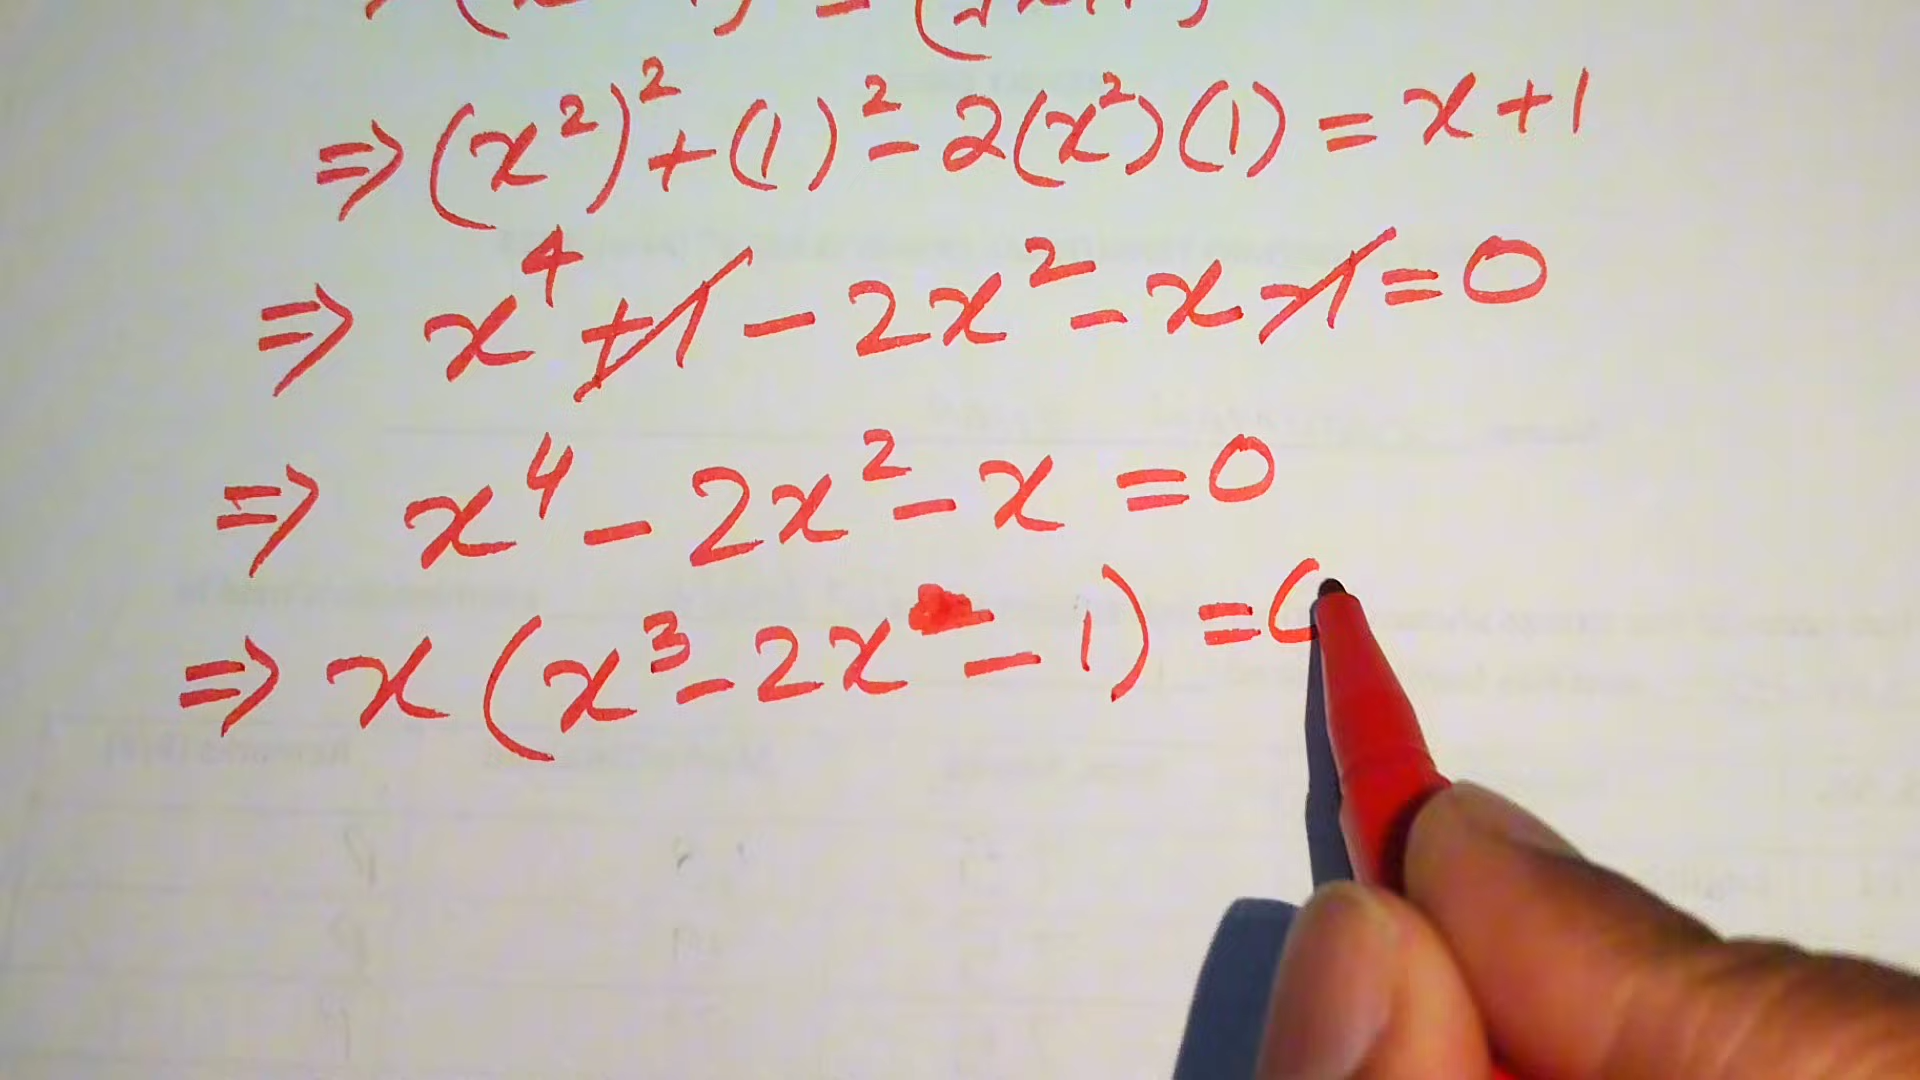 ⇒ (x²)² + (1)² - 2(x²)(1) = x + 1
⇒ x⁴ + 1 - 2x² - x - 1 = 0
⇒ x⁴ - 2x² - x = 0
⇒ x(x³ - 2x - 1) = 0